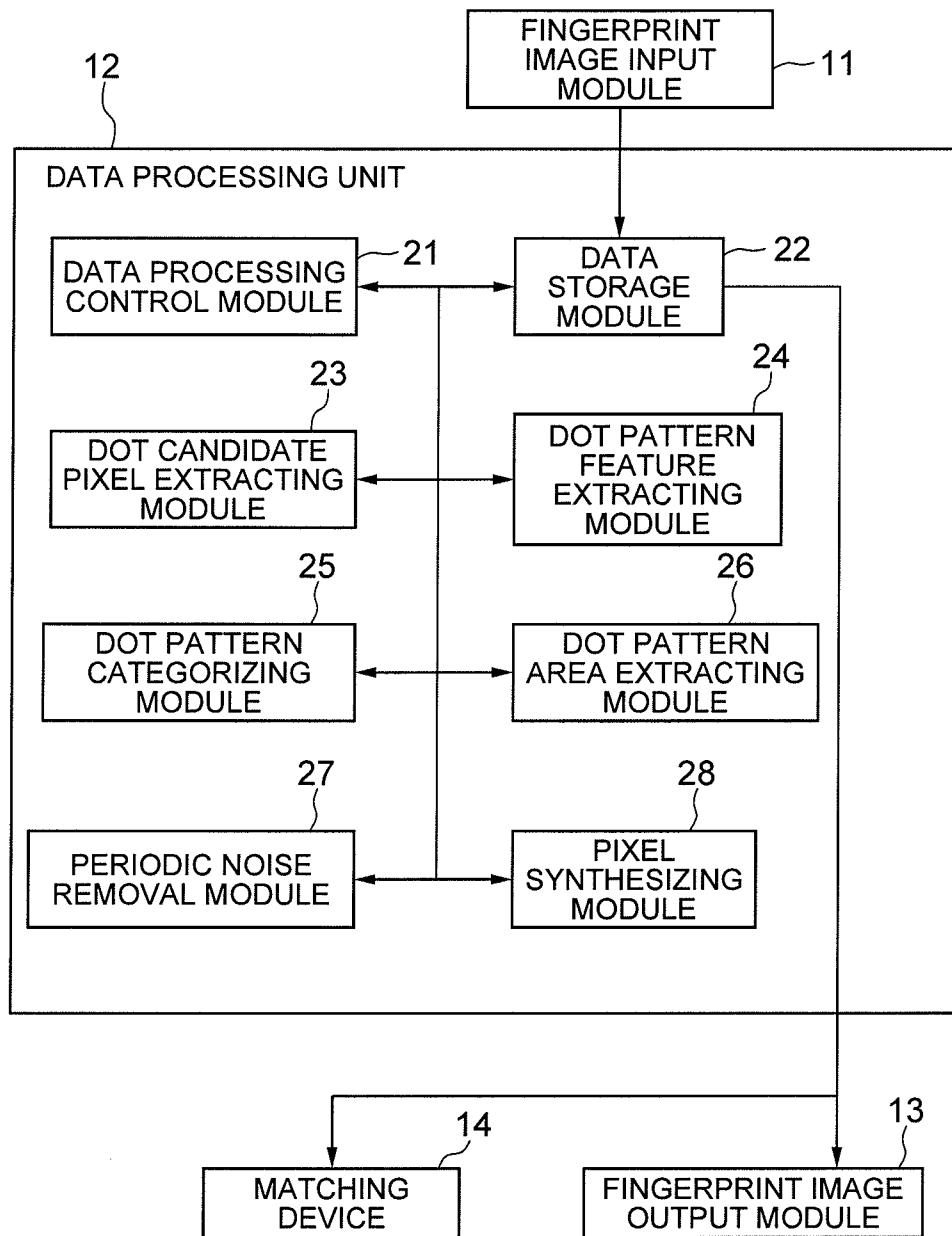 FINGERPRINT
IMAGE INPUT
MODULE
11
12
DATA PROCESSING UNIT
21
DATA PROCESSING
CONTROL MODULE
22
DATA
STORAGE
MODULE
23
DOT CANDIDATE
PIXEL EXTRACTING
MODULE
24
DOT PATTERN
FEATURE
EXTRACTING
MODULE
25
DOT PATTERN
CATEGORIZING
MODULE
26
DOT PATTERN
AREA EXTRACTING
MODULE
27
PERIODIC NOISE
REMOVAL MODULE
28
PIXEL
SYNTHESIZING
MODULE
14
MATCHING
DEVICE
13
FINGERPRINT IMAGE
OUTPUT MODULE